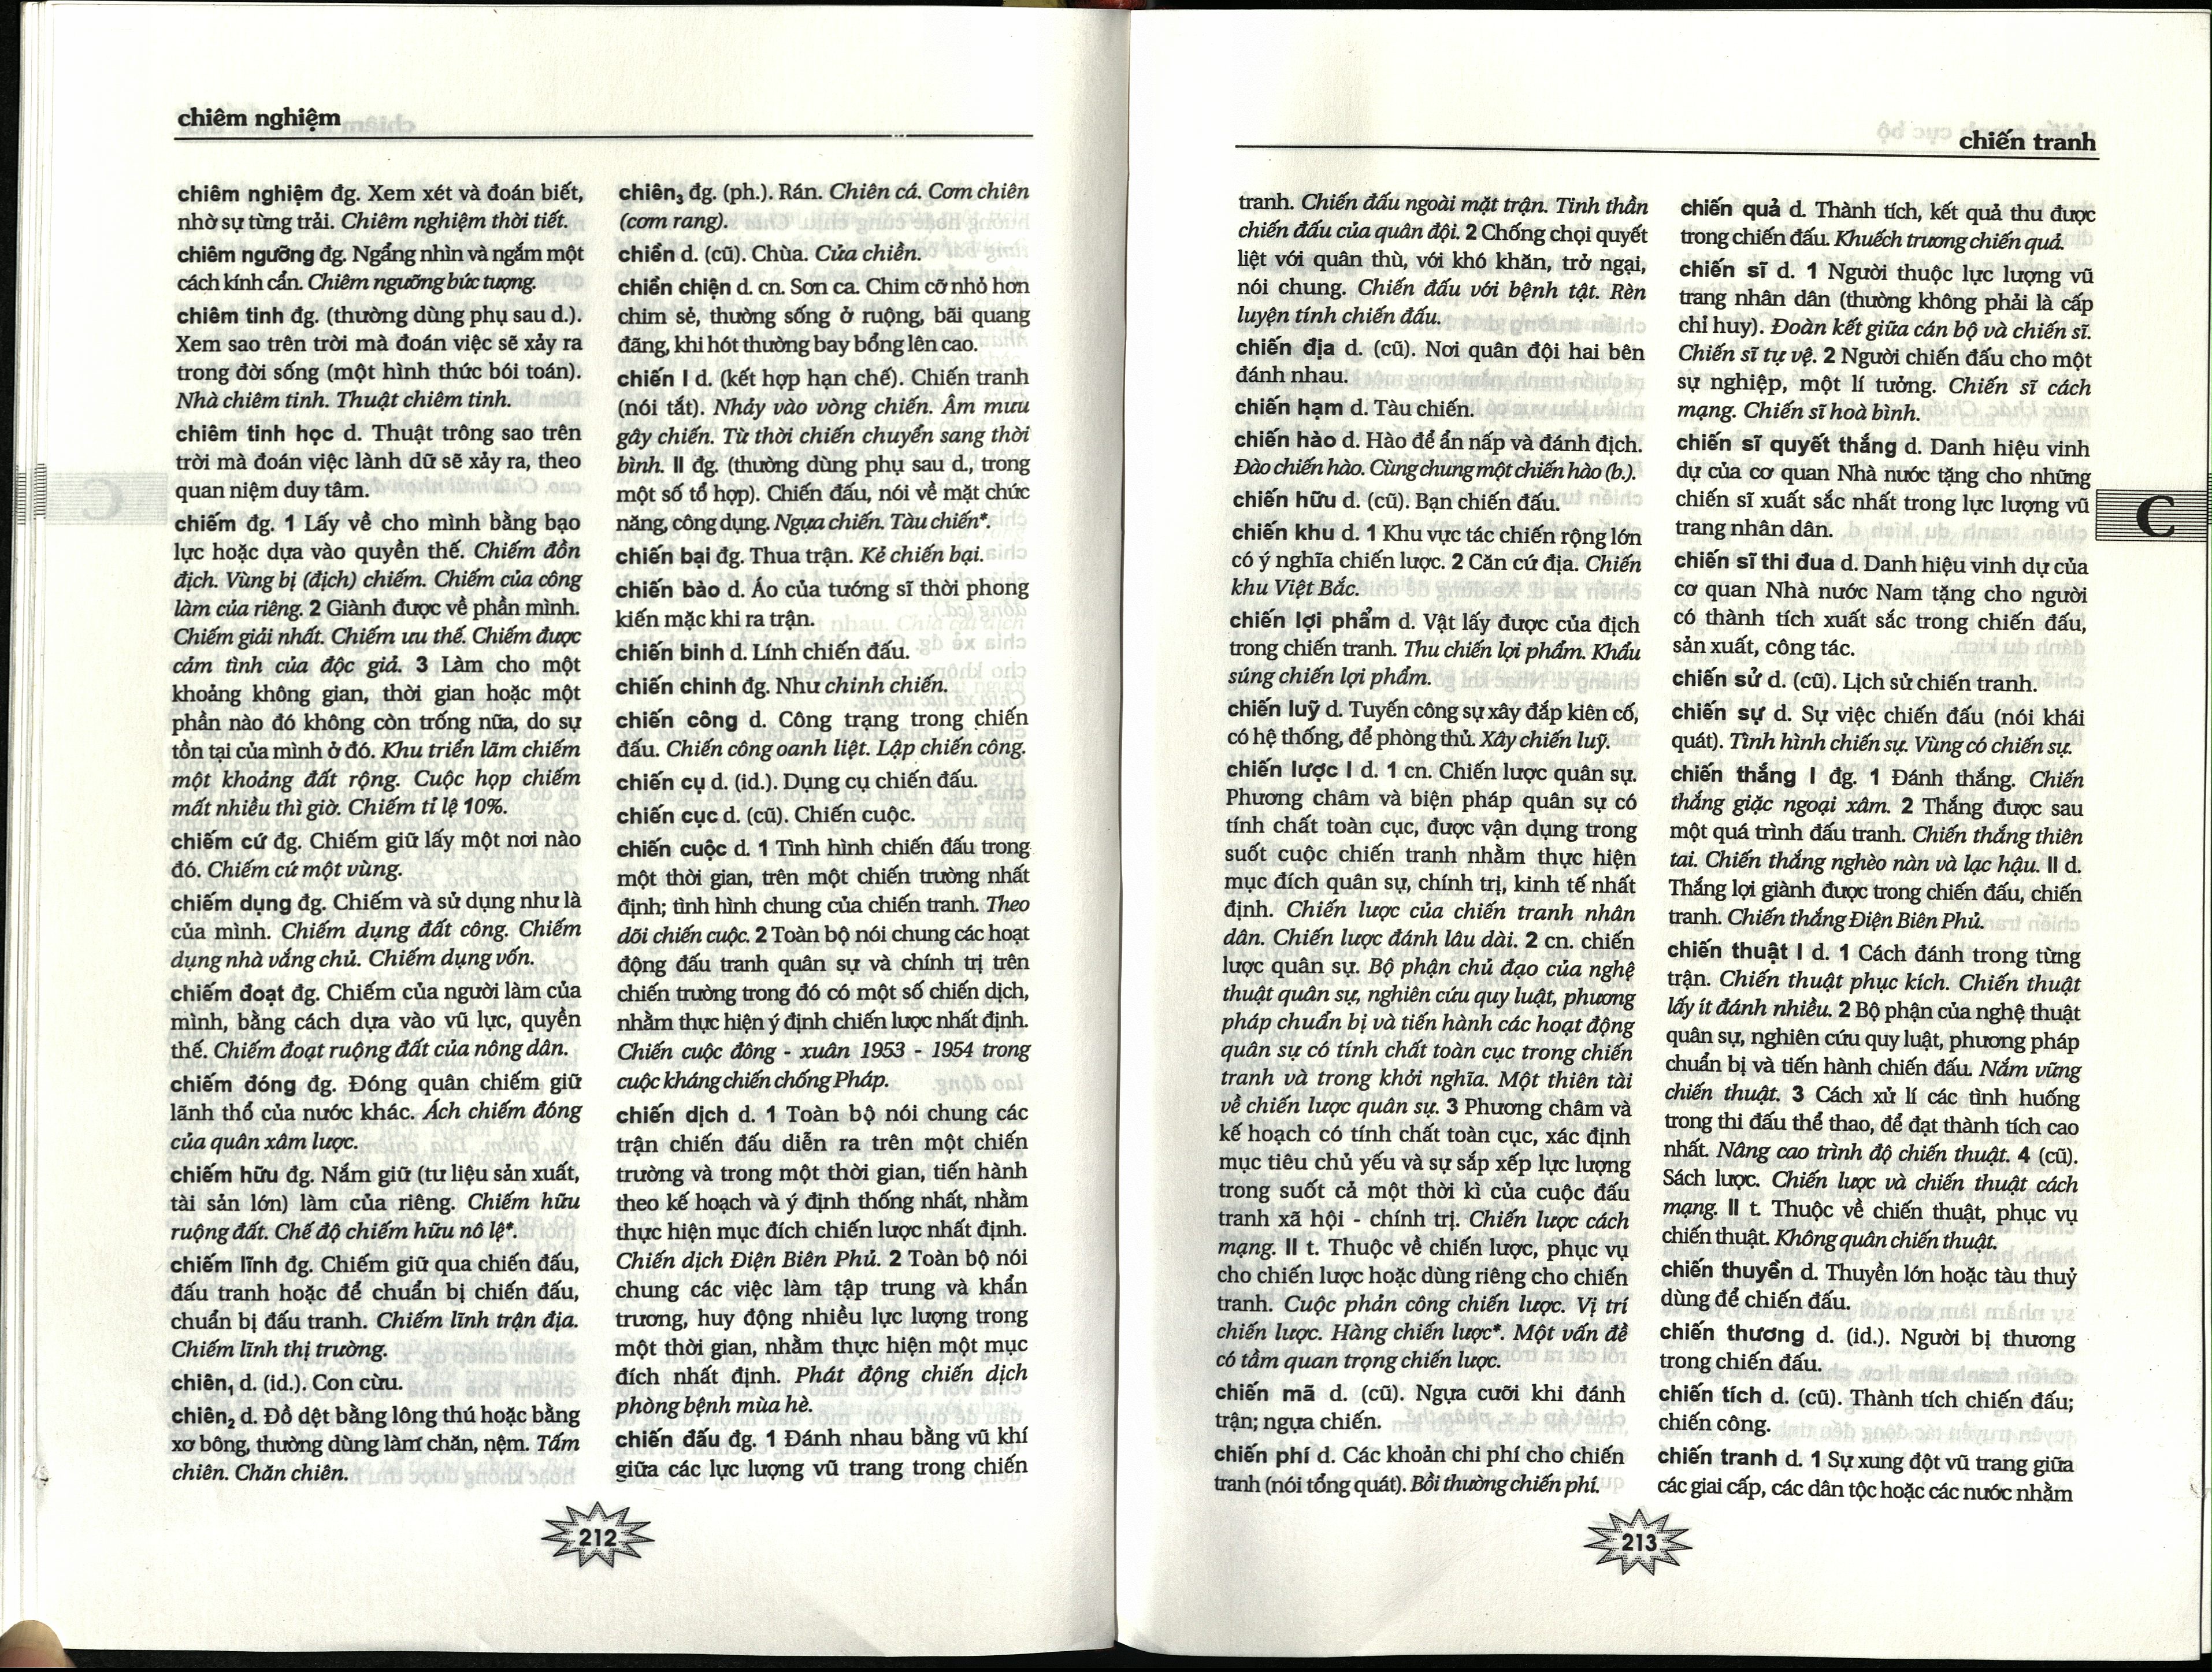 chiêm nghiệm
chiêm nghiệm đg. Xem xét và đoán biết,
nhờ sự từng trải. Chiêm nghiệm thời tiết.
chiêm ngưỡng đg. Ngẩng nhìn và ngắm một
cách kính cẩn. Chiêm ngưỡng bức tượng.
chiêm tinh đg. (thường dùng phụ sau d.).
Xem sao trên trời mà đoán việc sẽ xảy ra
trong đời sống (một hình thức bói toán).
Nhà chiêm tinh. Thuật chiêm tinh.
chiêm tinh học d. Thuật trông sao trên
trời mà đoán việc lành dữ sẽ xảy ra, theo
quan niệm duy tâm.
chiếm đg. 1 Lấy về cho mình bằng bạo
lực hoặc dựa vào quyền thế. Chiếm đồn
địch. Vùng bị (địch) chiếm. Chiếm của công
làm của riêng. 2 Giành được về phần mình.
Chiếm giải nhất. Chiếm ưu thế. Chiếm được
cảm tình của độc giả. 3 Làm cho một
khoảng không gian, thời gian hoặc một
phần nào đó không còn trống nữa, do sự
tồn tại của mình ở đó. Khu triển lãm chiếm
một khoảng đất rộng. Cuộc họp chiếm
mất nhiều thì giờ. Chiếm tỉ lệ 10%.
chiếm cứ đg. Chiếm giữ lấy một nơi nào
đó. Chiếm cứ một vùng.
chiếm dụng đg. Chiếm và sử dụng như là
của mình. Chiếm dụng đất công. Chiếm
dụng nhà vắng chủ. Chiếm dụng vốn.
chiếm đoạt đg. Chiếm của người làm của
mình, bằng cách dựa vào vũ lực, quyền
thế. Chiếm đoạt ruộng đất của nông dân.
chiếm đóng đg. Đóng quân chiếm giữ
lãnh thổ của nước khác. Ách chiếm đóng
của quân xâm lược.
chiếm hữu đg. Nắm giữ (tư liệu sản xuất,
tài sản lớn) làm của riêng. Chiếm hữu
ruộng đất. Chế độ chiếm hữu nô lệ*.
chiếm lĩnh đg. Chiếm giữ qua chiến đấu,
đấu tranh hoặc để chuẩn bị chiến đấu,
chuẩn bị đấu tranh. Chiếm lĩnh trận địa.
Chiếm lĩnh thị trường.
chiên₁ d. (id.). Con cừu.
chiên₂ d. Đồ dệt bằng lông thú hoặc bằng
xơ bông, thường dùng làm chăn, nệm. Tấm
chiên. Chăn chiên.
chiên₃ đg. (ph.). Rán. Chiên cá. Cơm chiên
(cơm rang).
chiền d. (cũ). Chùa. Cửa chiền.
chiền chiện d. cn. Sơn ca. Chim cỡ nhỏ hơn
chim sẻ, thường sống ở ruộng, bãi quang
đãng, khi hót thường bay bổng lên cao.
chiến I d. (kết hợp hạn chế). Chiến tranh
(nói tắt). Nhảy vào vòng chiến. Âm mưu
gây chiến. Từ thời chiến chuyển sang thời
bình. II đg. (thường dùng phụ sau d., trong
một số tổ hợp). Chiến đấu, nói về mặt chức
năng, công dụng. Ngựa chiến. Tàu chiến*.
chiến bại đg. Thua trận. Kẻ chiến bại.
chiến bào d. Áo của tướng sĩ thời phong
kiến mặc khi ra trận.
chiến binh d. Lính chiến đấu.
chiến chinh đg. Như chinh chiến.
chiến công d. Công trạng trong chiến
đấu. Chiến công oanh liệt. Lập chiến công.
chiến cụ d. (id.). Dụng cụ chiến đấu.
chiến cục d. (cũ). Chiến cuộc.
chiến cuộc d. 1 Tình hình chiến đấu trong
một thời gian, trên một chiến trường nhất
định; tình hình chung của chiến tranh. Theo
dõi chiến cuộc. 2 Toàn bộ nói chung các hoạt
động đấu tranh quân sự và chính trị trên
chiến trường trong đó có một số chiến dịch,
nhằm thực hiện ý định chiến lược nhất định.
Chiến cuộc đông - xuân 1953 - 1954 trong
cuộc kháng chiến chống Pháp.
chiến dịch d. 1 Toàn bộ nói chung các
trận chiến đấu diễn ra trên một chiến
trường và trong một thời gian, tiến hành
theo kế hoạch và ý định thống nhất, nhằm
thực hiện mục đích chiến lược nhất định.
Chiến dịch Điện Biên Phủ. 2 Toàn bộ nói
chung các việc làm tập trung và khẩn
trương, huy động nhiều lực lượng trong
một thời gian, nhằm thực hiện một mục
đích nhất định. Phát động chiến dịch
phòng bệnh mùa hè.
chiến đấu đg. 1 Đánh nhau bằng vũ khí
giữa các lực lượng vũ trang trong chiến
212
chiến tranh
tranh. Chiến đấu ngoài mặt trận. Tinh thần
chiến đấu của quân đội. 2 Chống chọi quyết
liệt với quân thù, với khó khăn, trở ngại,
nói chung. Chiến đấu với bệnh tật. Rèn
luyện tính chiến đấu.
chiến địa d. (cũ). Nơi quân đội hai bên
đánh nhau.
chiến hạm d. Tàu chiến.
chiến hào d. Hào để ẩn nấp và đánh địch.
Đào chiến hào. Cùng chung một chiến hào (b.).
chiến hữu d. (cũ). Bạn chiến đấu.
chiến khu d. 1 Khu vực tác chiến rộng lớn
có ý nghĩa chiến lược. 2 Căn cứ địa. Chiến
khu Việt Bắc.
chiến lợi phẩm d. Vật lấy được của địch
trong chiến tranh. Thu chiến lợi phẩm. Khẩu
súng chiến lợi phẩm.
chiến luỹ d. Tuyến công sự xây đắp kiên cố,
có hệ thống, để phòng thủ. Xây chiến luỹ.
chiến lược I d. 1 cn. Chiến lược quân sự.
Phương châm và biện pháp quân sự có
tính chất toàn cục, được vận dụng trong
suốt cuộc chiến tranh nhằm thực hiện
mục đích quân sự, chính trị, kinh tế nhất
định. Chiến lược của chiến tranh nhân
dân. Chiến lược đánh lâu dài. 2 cn. chiến
lược quân sự. Bộ phận chủ đạo của nghệ
thuật quân sự, nghiên cứu quy luật, phương
pháp chuẩn bị và tiến hành các hoạt động
quân sự có tính chất toàn cục trong chiến
tranh và trong khởi nghĩa. Một thiên tài
về chiến lược quân sự. 3 Phương châm và
kế hoạch có tính chất toàn cục, xác định
mục tiêu chủ yếu và sự sắp xếp lực lượng
trong suốt cả một thời kì của cuộc đấu
tranh xã hội - chính trị. Chiến lược cách
mạng. II t. Thuộc về chiến lược, phục vụ
cho chiến lược hoặc dùng riêng cho chiến
tranh. Cuộc phản công chiến lược. Vị trí
chiến lược. Hàng chiến lược*. Một vấn đề
có tầm quan trọng chiến lược.
chiến mã d. (cũ). Ngựa cưỡi khi đánh
trận; ngựa chiến.
chiến phí d. Các khoản chi phí cho chiến
tranh (nói tổng quát). Bồi thường chiến phí.
chiến quả d. Thành tích, kết quả thu được
trong chiến đấu. Khuếch trương chiến quả.
chiến sĩ d. 1 Người thuộc lực lượng vũ
trang nhân dân (thường không phải là cấp
chỉ huy). Đoàn kết giữa cán bộ và chiến sĩ.
Chiến sĩ tự vệ. 2 Người chiến đấu cho một
sự nghiệp, một lí tưởng. Chiến sĩ cách
mạng. Chiến sĩ hoà bình.
chiến sĩ quyết thắng d. Danh hiệu vinh
dự của cơ quan Nhà nước tặng cho những
chiến sĩ xuất sắc nhất trong lực lượng vũ
trang nhân dân.
chiến sĩ thi đua d. Danh hiệu vinh dự của
cơ quan Nhà nước Nam tặng cho người
có thành tích xuất sắc trong chiến đấu,
sản xuất, công tác.
chiến sử d. (cũ). Lịch sử chiến tranh.
chiến sự d. Sự việc chiến đấu (nói khái
quát). Tình hình chiến sự. Vùng có chiến sự.
chiến thắng I đg. 1 Đánh thắng. Chiến
thắng giặc ngoại xâm. 2 Thắng được sau
một quá trình đấu tranh. Chiến thắng thiên
tai. Chiến thắng nghèo nàn và lạc hậu. II d.
Thắng lợi giành được trong chiến đấu, chiến
tranh. Chiến thắng Điện Biên Phủ.
chiến thuật I d. 1 Cách đánh trong từng
trận. Chiến thuật phục kích. Chiến thuật
lấy ít đánh nhiều. 2 Bộ phận của nghệ thuật
quân sự, nghiên cứu quy luật, phương pháp
chuẩn bị và tiến hành chiến đấu. Nắm vững
chiến thuật. 3 Cách xử lí các tình huống
trong thi đấu thể thao, để đạt thành tích cao
nhất. Nâng cao trình độ chiến thuật. 4 (cũ).
Sách lược. Chiến lược và chiến thuật cách
mạng. II t. Thuộc về chiến thuật, phục vụ
chiến thuật. Không quân chiến thuật.
chiến thuyền d. Thuyền lớn hoặc tàu thuỷ
dùng để chiến đấu.
chiến thương d. (id.). Người bị thương
trong chiến đấu.
chiến tích d. (cũ). Thành tích chiến đấu;
chiến công.
chiến tranh d. 1 Sự xung đột vũ trang giữa
các giai cấp, các dân tộc hoặc các nước nhằm
C
213